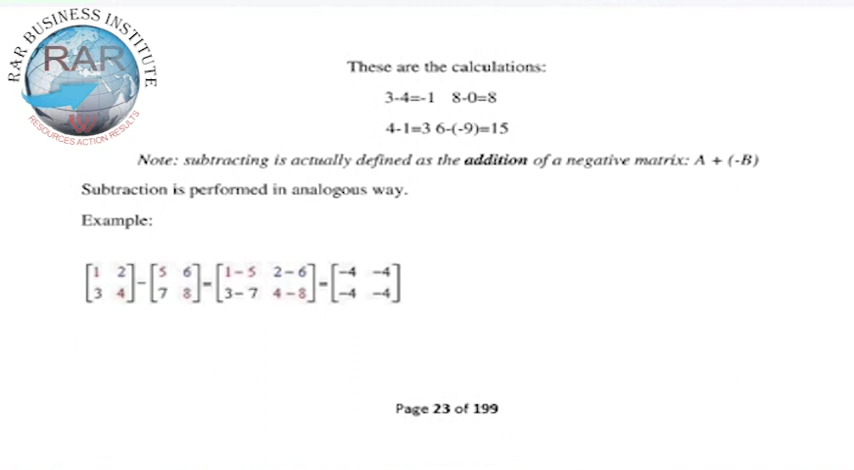 RAR BUSINESS INSTITUTE
RAR
RESOURCES ACTION RESULTS
These are the calculations:
3-4=-1 8-0=8
4-1=3 6-(-9)=15
Note: subtracting is actually defined as the addition of a negative matrix: A + (-B)
Subtraction is performed in analogous way.
Example:
[1 2] - [5 6] = [1-5 2-6] = [-4 -4]
[3 4] [7 8] [3-7 4-8] [-4 -4]
Page 23 of 199